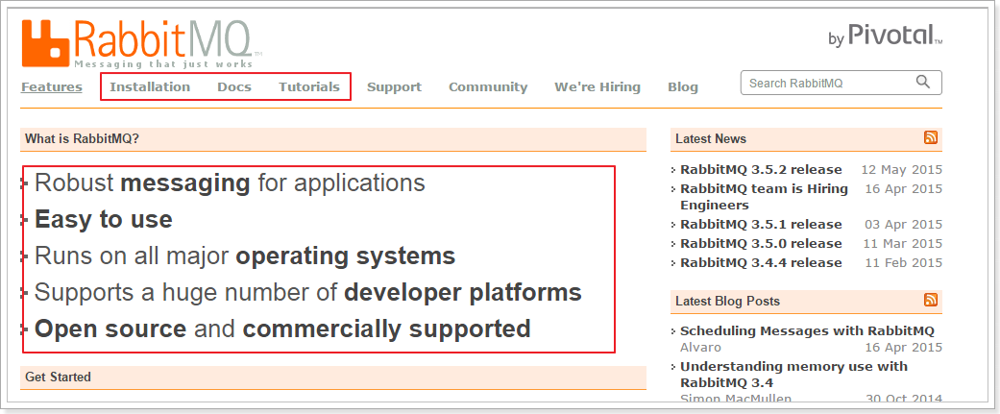 RabbitMQ™
Messaging that just works
by Pivotal™
Features Installation Docs Tutorials Support Community We're Hiring Blog
Search RabbitMQ
What is RabbitMQ?
Robust messaging for applications
Easy to use
Runs on all major operating systems
Supports a huge number of developer platforms
Open source and commercially supported
Get Started
Latest News
RabbitMQ 3.5.2 release 12 May 2015
RabbitMQ team is Hiring 16 Apr 2015
Engineers
RabbitMQ 3.5.1 release 03 Apr 2015
RabbitMQ 3.5.0 release 11 Mar 2015
RabbitMQ 3.4.4 release 11 Feb 2015
Latest Blog Posts
Scheduling Messages with RabbitMQ
Alvaro 16 Apr 2015
Understanding memory use with
RabbitMQ 3.4
Simon MacMullen 30 Oct 2014